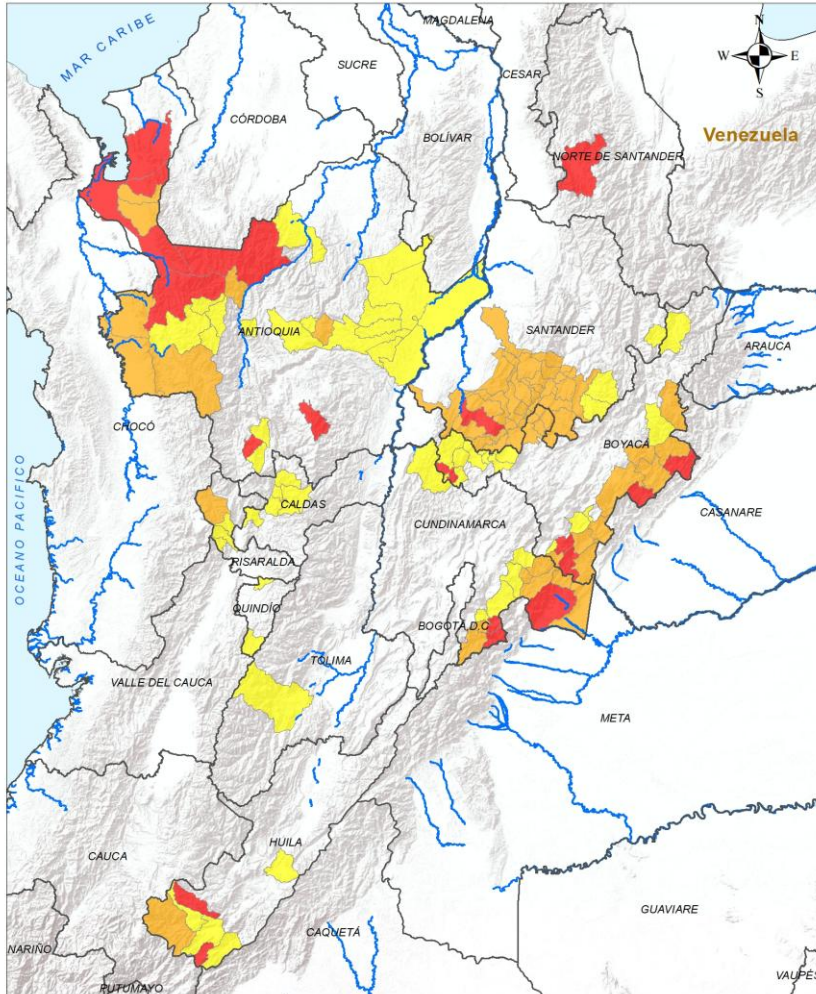 MAGDALENA
MAR CARIBE
SUCRE
CESAR
N
W
E
S
CÓRDOBA
BOLÍVAR
Venezuela
NORTE DE SANTANDER
ANTIOQUIA
SANTANDER
ARAUCA
CHOCÓ
BOYACÁ
OCEANO PACIFICO
CALDAS
CUNDINAMARCA
CASANARE
RISARALDA
QUINDÍO
BOGOTÁ, D.C
TOLIMA
VALLE DEL CAUCA
META
HUILA
CAUCA
GUAVIARE
CAQUETÁ
NARIÑO
PUTUMAYO
VAUPÉS